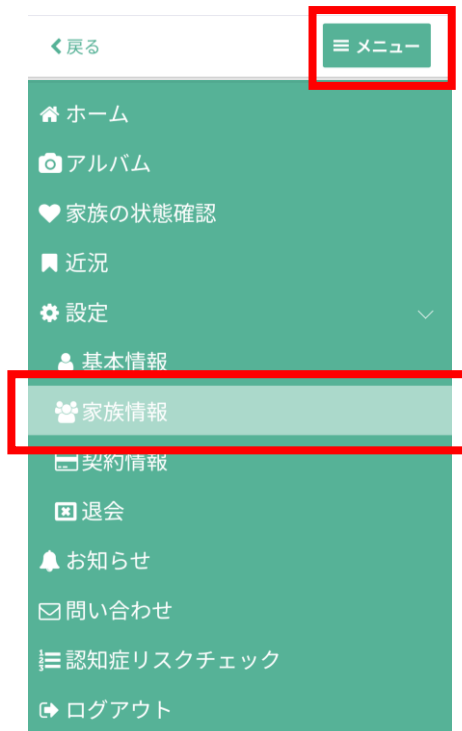 戻る
メニュー
ホーム
アルバム
家族の状態確認
近況
設定
基本情報
家族情報
契約情報
退会
お知らせ
問い合わせ
認知症リスクチェック
ログアウト